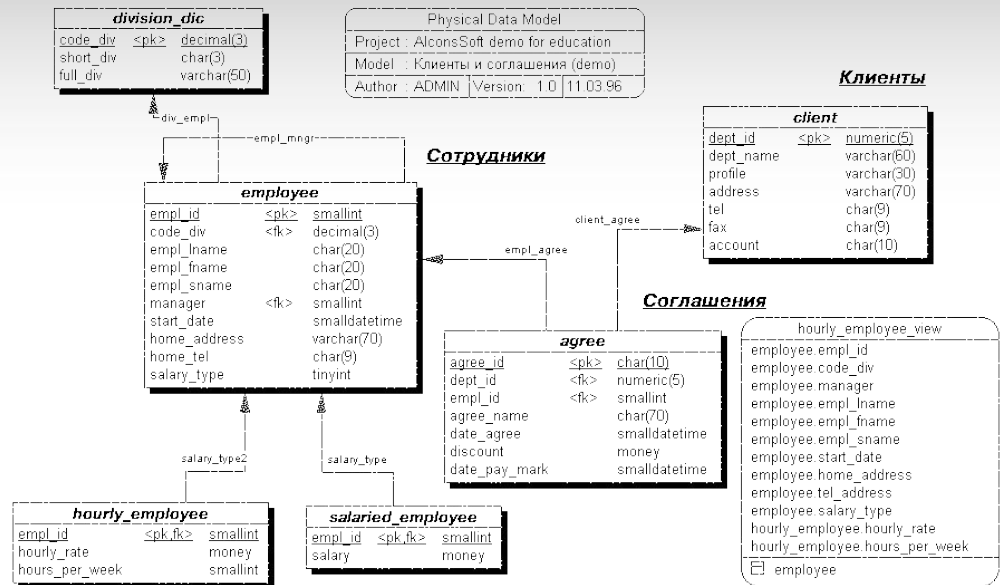 division_dic
code_div <pk> decimal(3)
short_div char(3)
full_div varchar(50)
Physical Data Model
Project : AlconsSoft demo for education
Model : Клиенты и соглашения (demo)
Author : ADMIN Version: 1.0 11.03.96
Клиенты
client
dept_id <pk> numeric(5)
dept_name varchar(60)
profile varchar(30)
address varchar(70)
tel char(9)
fax char(9)
account char(10)
div_empl
empl_mngr
Сотрудники
employee
empl_id <pk> smallint
code_div <fk> decimal(3)
empl_lname char(20)
empl_fname char(20)
empl_sname char(20)
manager <fk> smallint
start_date smalldatetime
home_address varchar(70)
home_tel char(9)
salary_type tinyint
client_agree
empl_agree
Соглашения
agree
agree_id <pk> char(10)
dept_id <fk> numeric(5)
empl_id <fk> smallint
agree_name char(70)
date_agree smalldatetime
discount money
date_pay_mark smalldatetime
hourly_employee_view
employee.empl_id
employee.code_div
employee.manager
employee.empl_lname
employee.empl_fname
employee.empl_sname
employee.start_date
employee.home_address
employee.tel_address
employee.salary_type
hourly_employee.hourly_rate
hourly_employee.hours_per_week
employee
salary_type2
salary_type
hourly_employee
empl_id <pk,fk> smallint
hourly_rate money
hours_per_week smallint
salaried_employee
empl_id <pk,fk> smallint
salary money